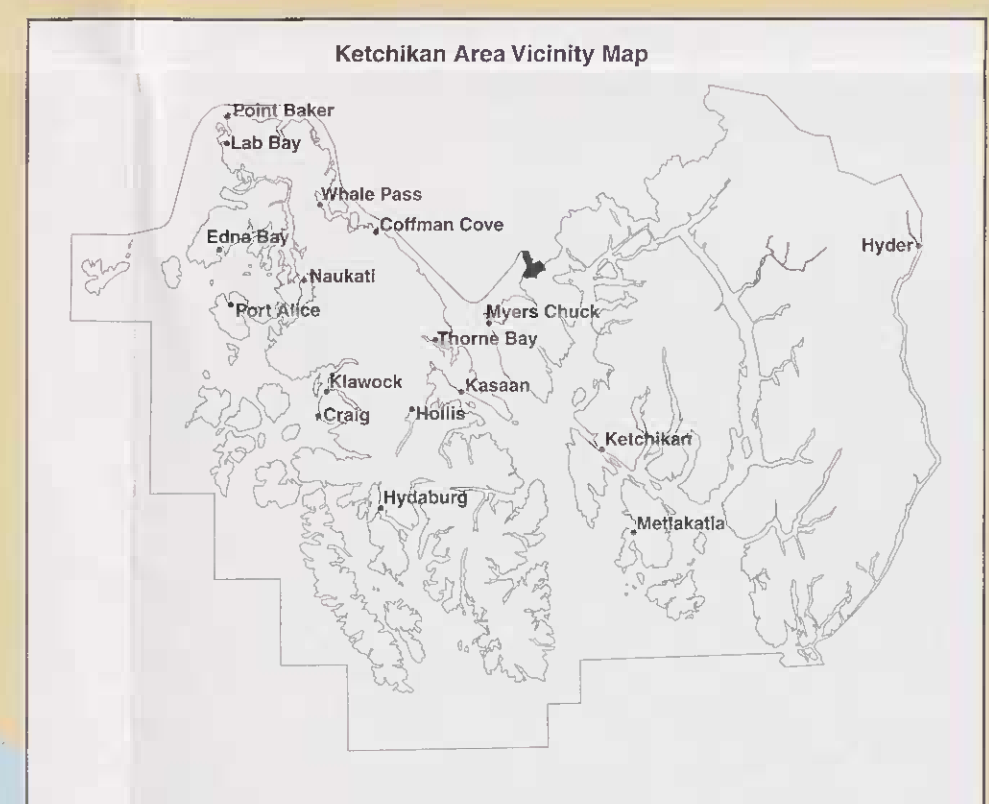 Ketchikan Area Vicinity Map
Point Baker
Lab Bay
Whale Pass
Coffman Cove
Edna Bay
Hyder
Naukati
Port Alice
Myers Chuck
Thorne Bay
Klawock
Kasaan
Craig
Hollis
Ketchikan
Hydaburg
Metlakatla